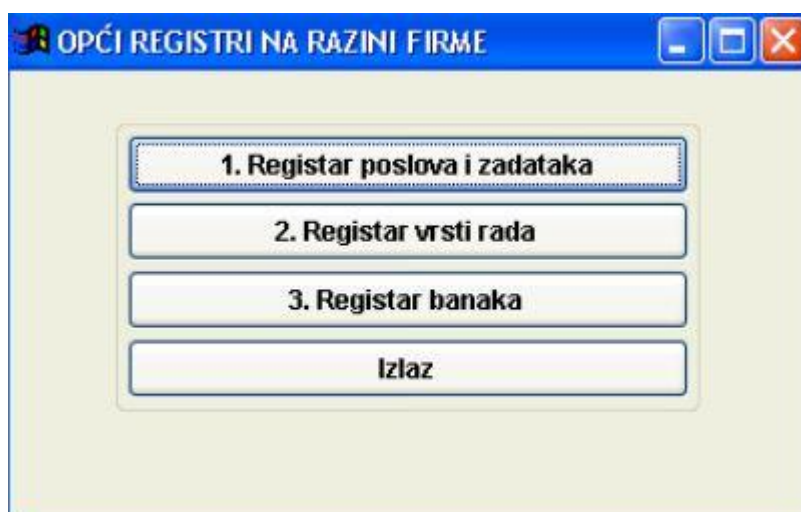 OPĆI REGISTRI NA RAZINI FIRME
1. Registar poslova i zadataka
2. Registar vrsti rada
3. Registar banaka
Izlaz